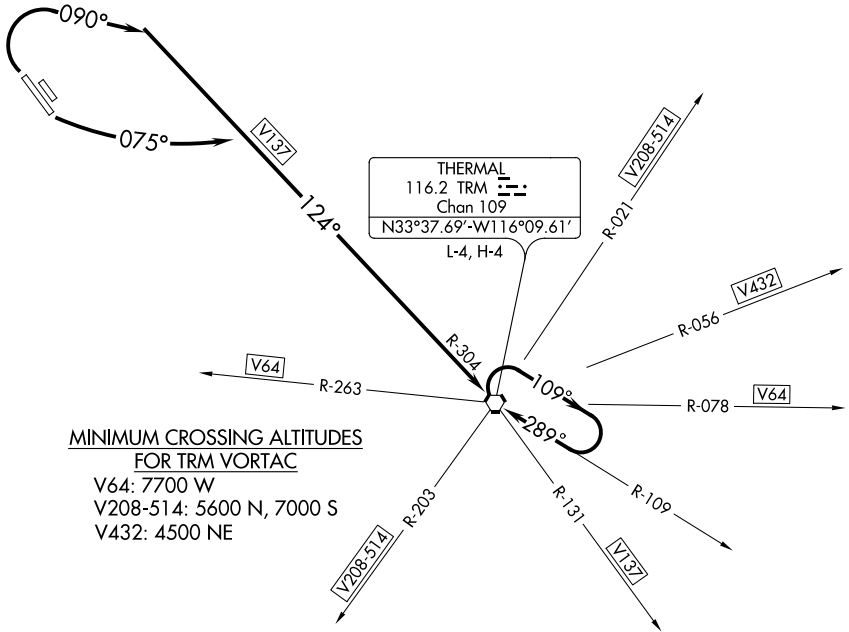 090°
075°
V137
124°
THERMAL
116.2 TRM
Chan 109
N33°37.69'-W116°09.61'
L-4, H-4
V208-514
R-021
V432
R-056
R-304
V64
R-263
109°
289°
R-078
V64
MINIMUM CROSSING ALTITUDES
FOR TRM VORTAC
V64: 7700 W
V208-514: 5600 N, 7000 S
V432: 4500 NE
R-203
V208-514
R-131
V137
R-109